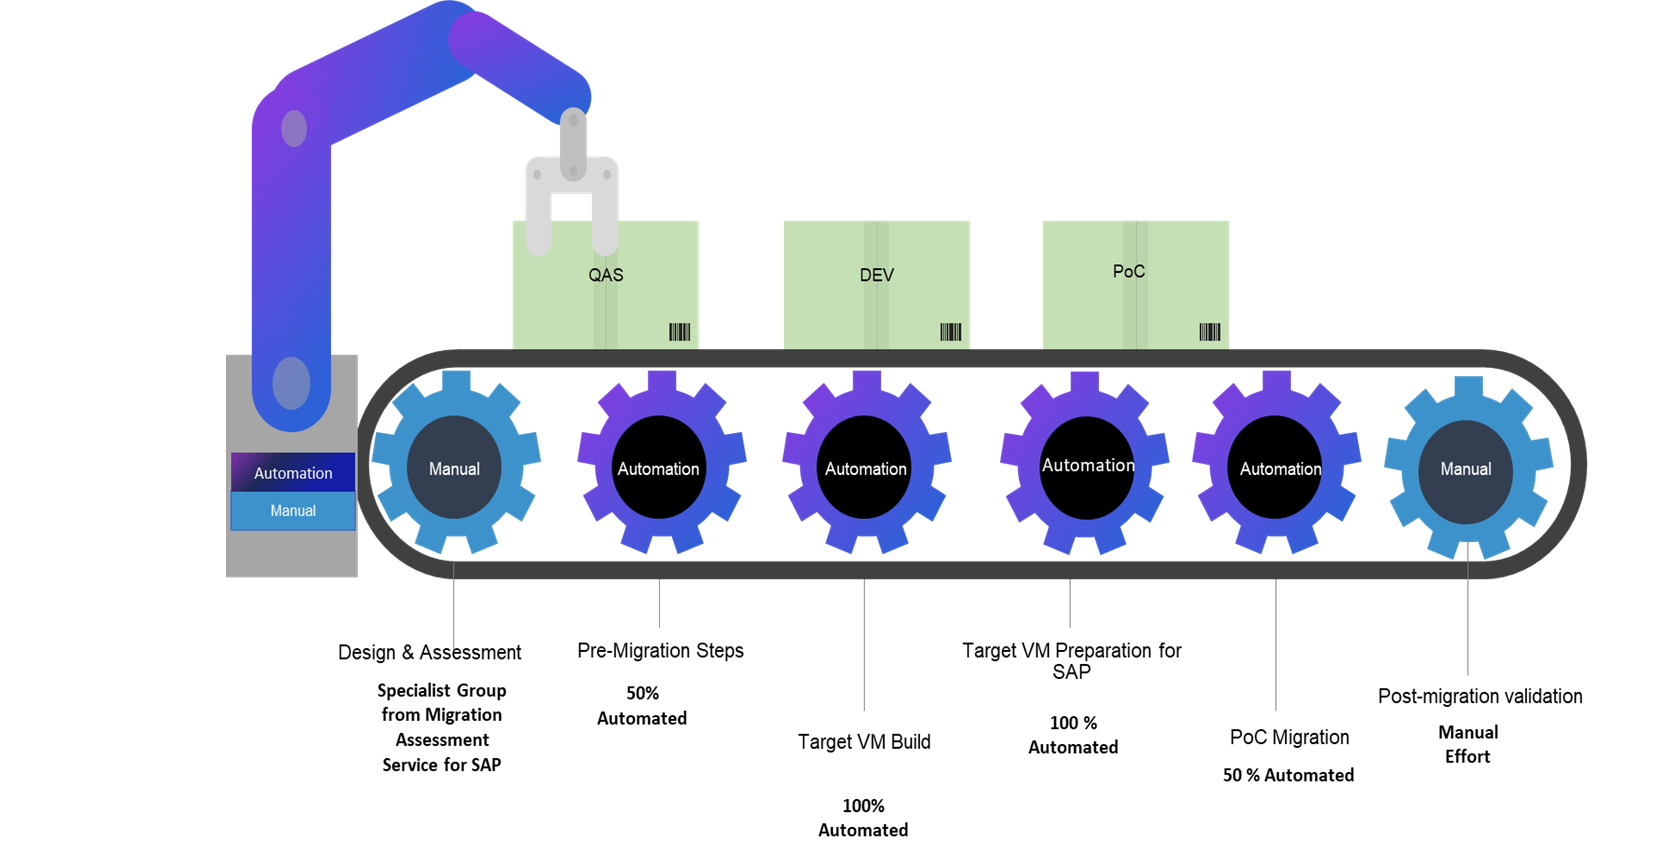 QAS
DEV
PoC
Automation
Manual
Manual
Automation
Automation
Automation
Automation
Manual
Design & Assessment
Specialist Group
from Migration
Assessment
Service for SAP
Pre-Migration Steps
50%
Automated
Target VM Build
100%
Automated
Target VM Preparation for
SAP
100 %
Automated
PoC Migration
50 % Automated
Post-migration validation
Manual
Effort